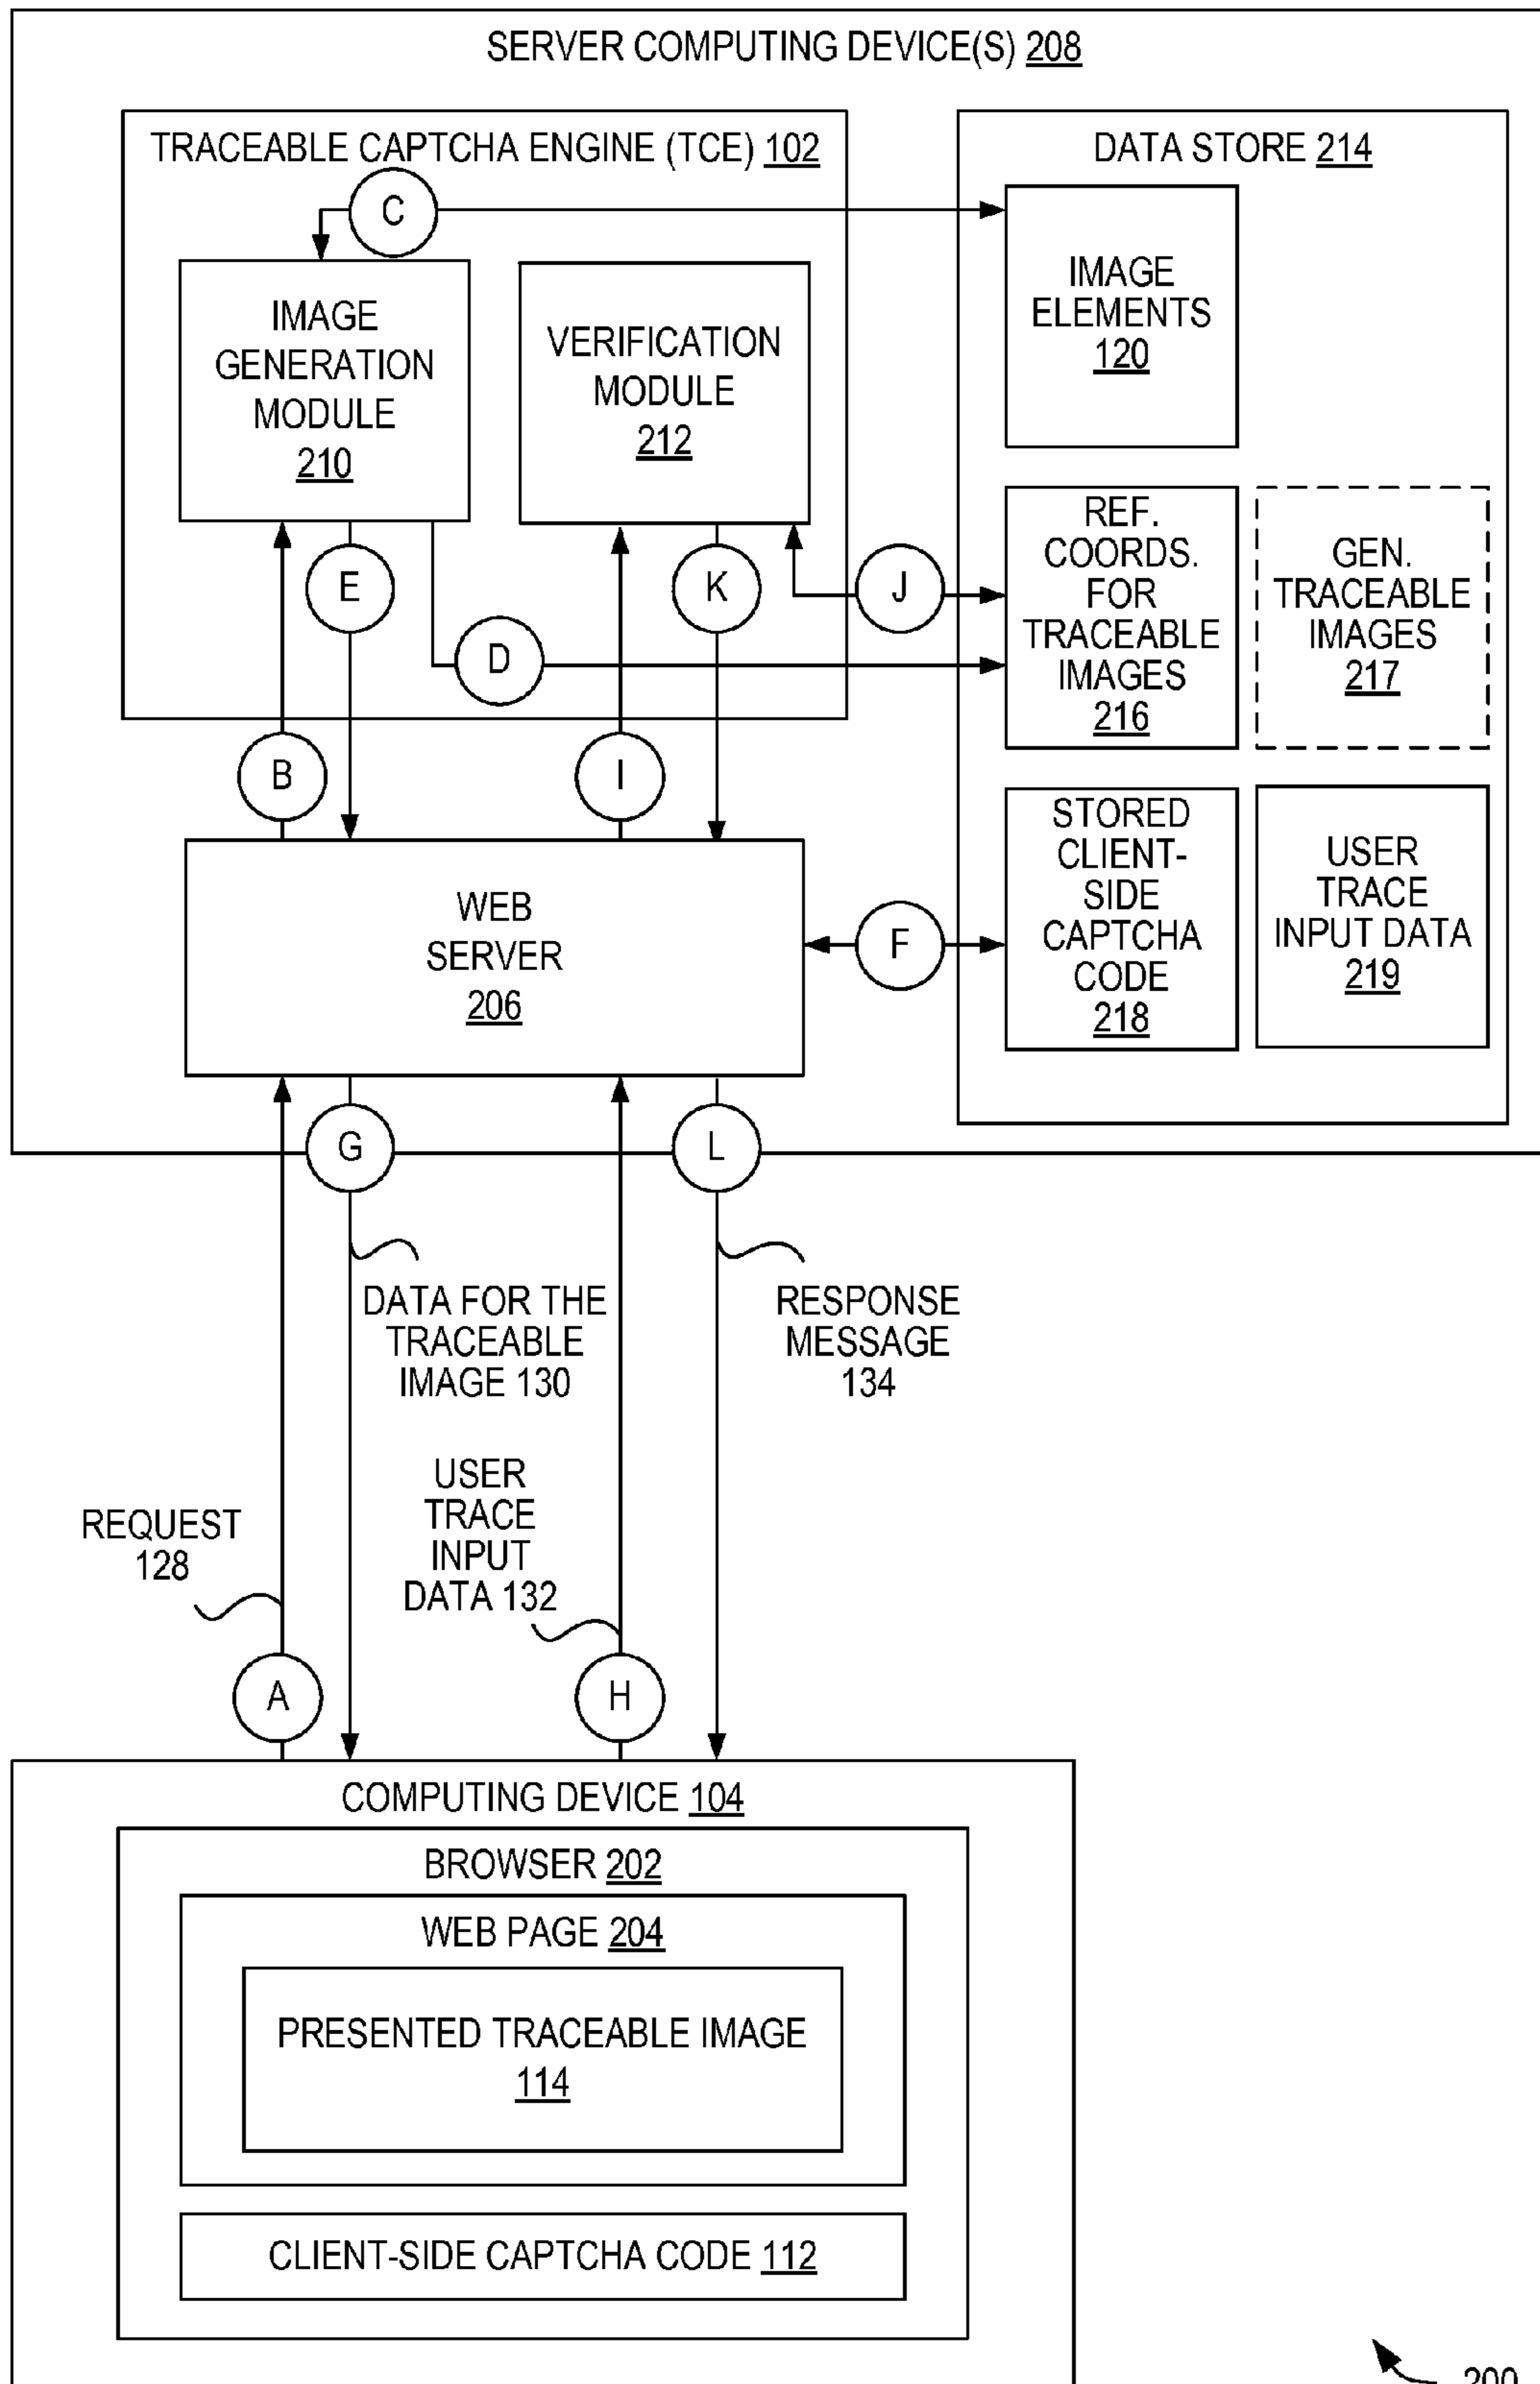 SERVER COMPUTING DEVICE(S) 208
TRACEABLE CAPTCHA ENGINE (TCE) 102
C
IMAGE
GENERATION
MODULE
210
VERIFICATION
MODULE
212
E
K
D
B
I
J
DATA STORE 214
IMAGE
ELEMENTS
120
REF.
COORDS.
FOR
TRACEABLE
IMAGES
216
GEN.
TRACEABLE
IMAGES
217
STORED
CLIENT-
SIDE
CAPTCHA
CODE
218
USER
TRACE
INPUT DATA
219
WEB
SERVER
206
F
G
L
DATA FOR THE
TRACEABLE
IMAGE 130
RESPONSE
MESSAGE
134
REQUEST
128
USER
TRACE
INPUT
DATA 132
A
H
COMPUTING DEVICE 104
BROWSER 202
WEB PAGE 204
PRESENTED TRACEABLE IMAGE
114
CLIENT-SIDE CAPTCHA CODE 112
200